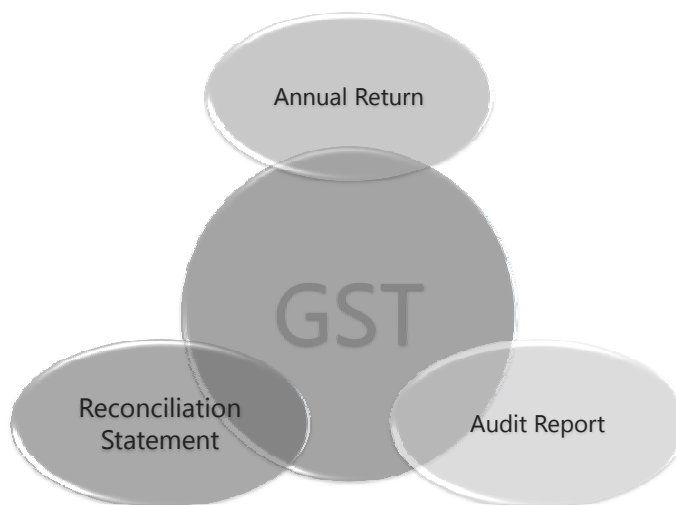 Annual Return
GST
Reconciliation
Statement
Audit Report